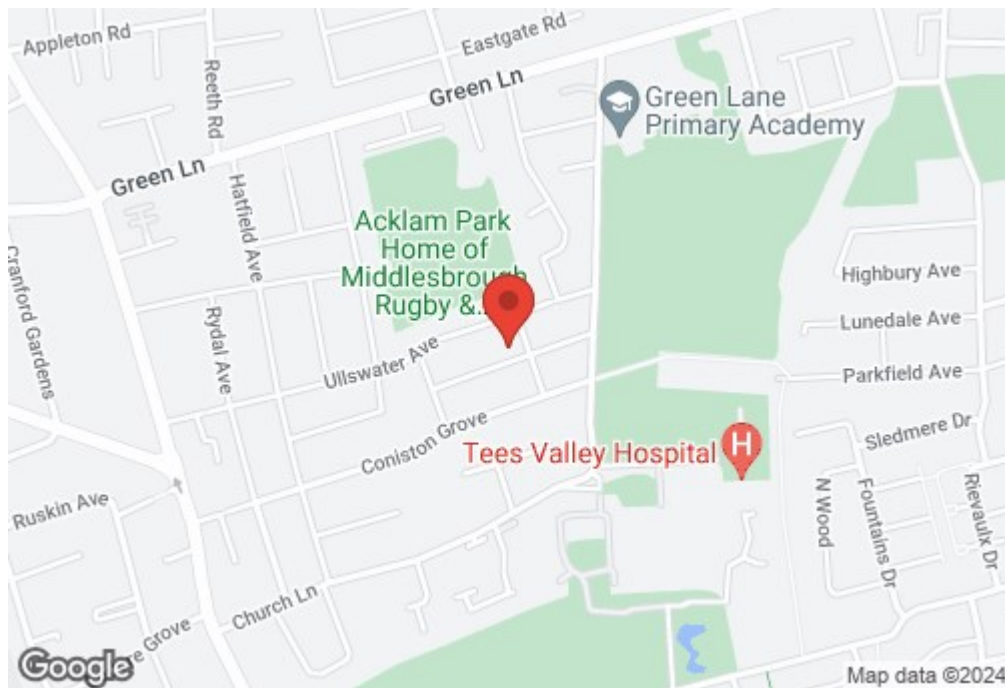 Appleton Rd
Eastgate Rd
Reeth Rd
Green Ln
Green Lane
Primary Academy
Green Ln
Hatfield Ave
Acklam Park
Home of
Middlesbrough
Rugby &..
Cranford Gardens
Highbury Ave
Rydal Ave
Lunedale Ave
Ullswater Ave
Parkfield Ave
Coniston Grove
Sledmere Dr
Tees Valley Hospital
H
Ruskin Ave
N Wood
Fountains Dr
Rievaulx Dr
Church Ln
re Grove
Google
Map data ©2024